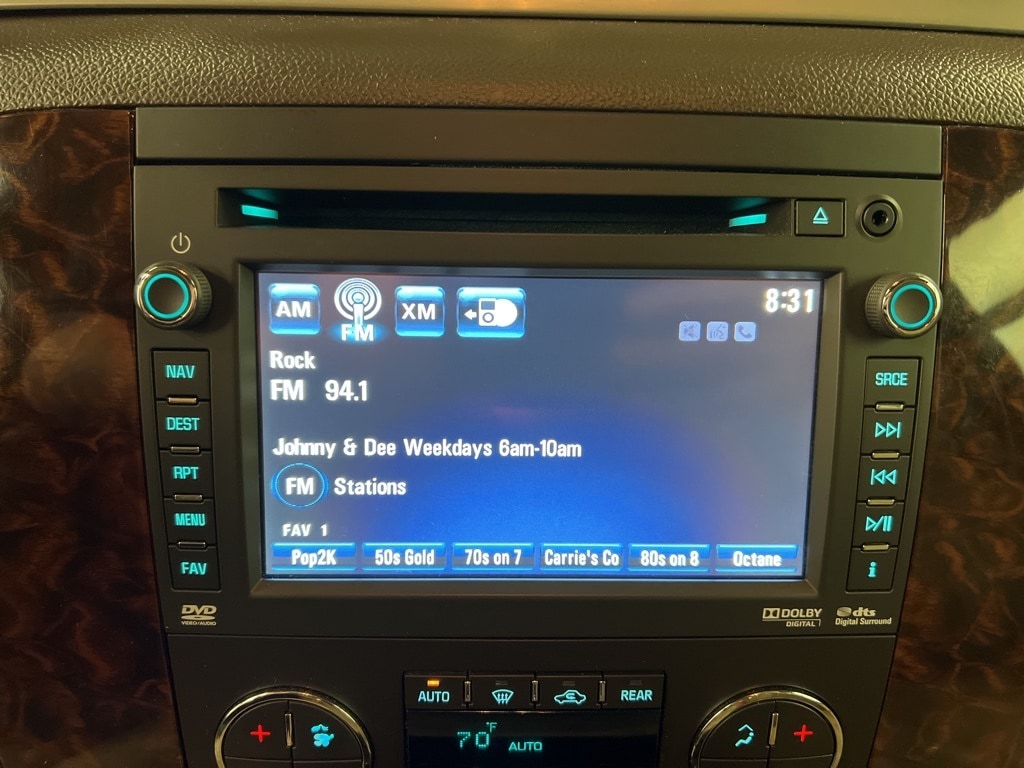 AM FM XM 8:31
Rock
FM 94.1
Johnny & Dee Weekdays 6am-10am
FM Stations
FAV 1
Pop2K 50s Gold 70s on 7 Carrie's Co 80s on 8 Octane
NAV
DEST
RPT
MENU
FAV
SRCE
i
DVD
VIDEO/AUDIO
DOLBY
DIGITAL
dts
Digital Surround
AUTO REAR
70°F AUTO